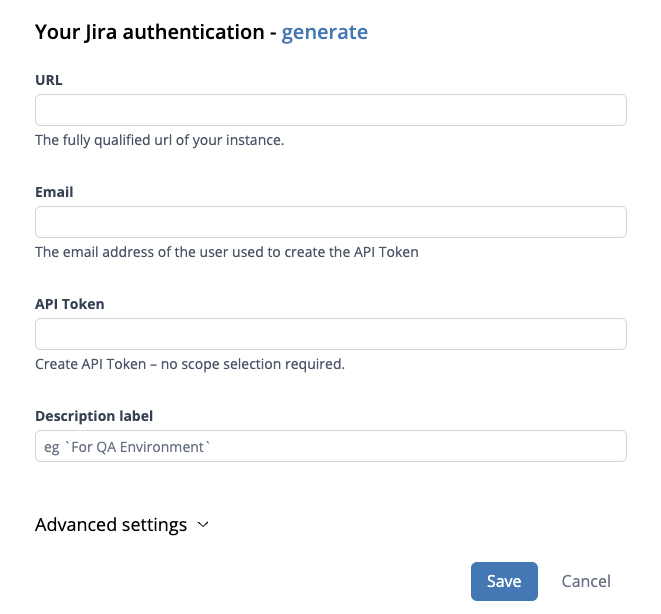 Your Jira authentication - generate
URL
The fully qualified url of your instance.
Email
The email address of the user used to create the API Token
API Token
Create API Token – no scope selection required.
Description label
eg `For QA Environment`
Advanced settings
Save Cancel